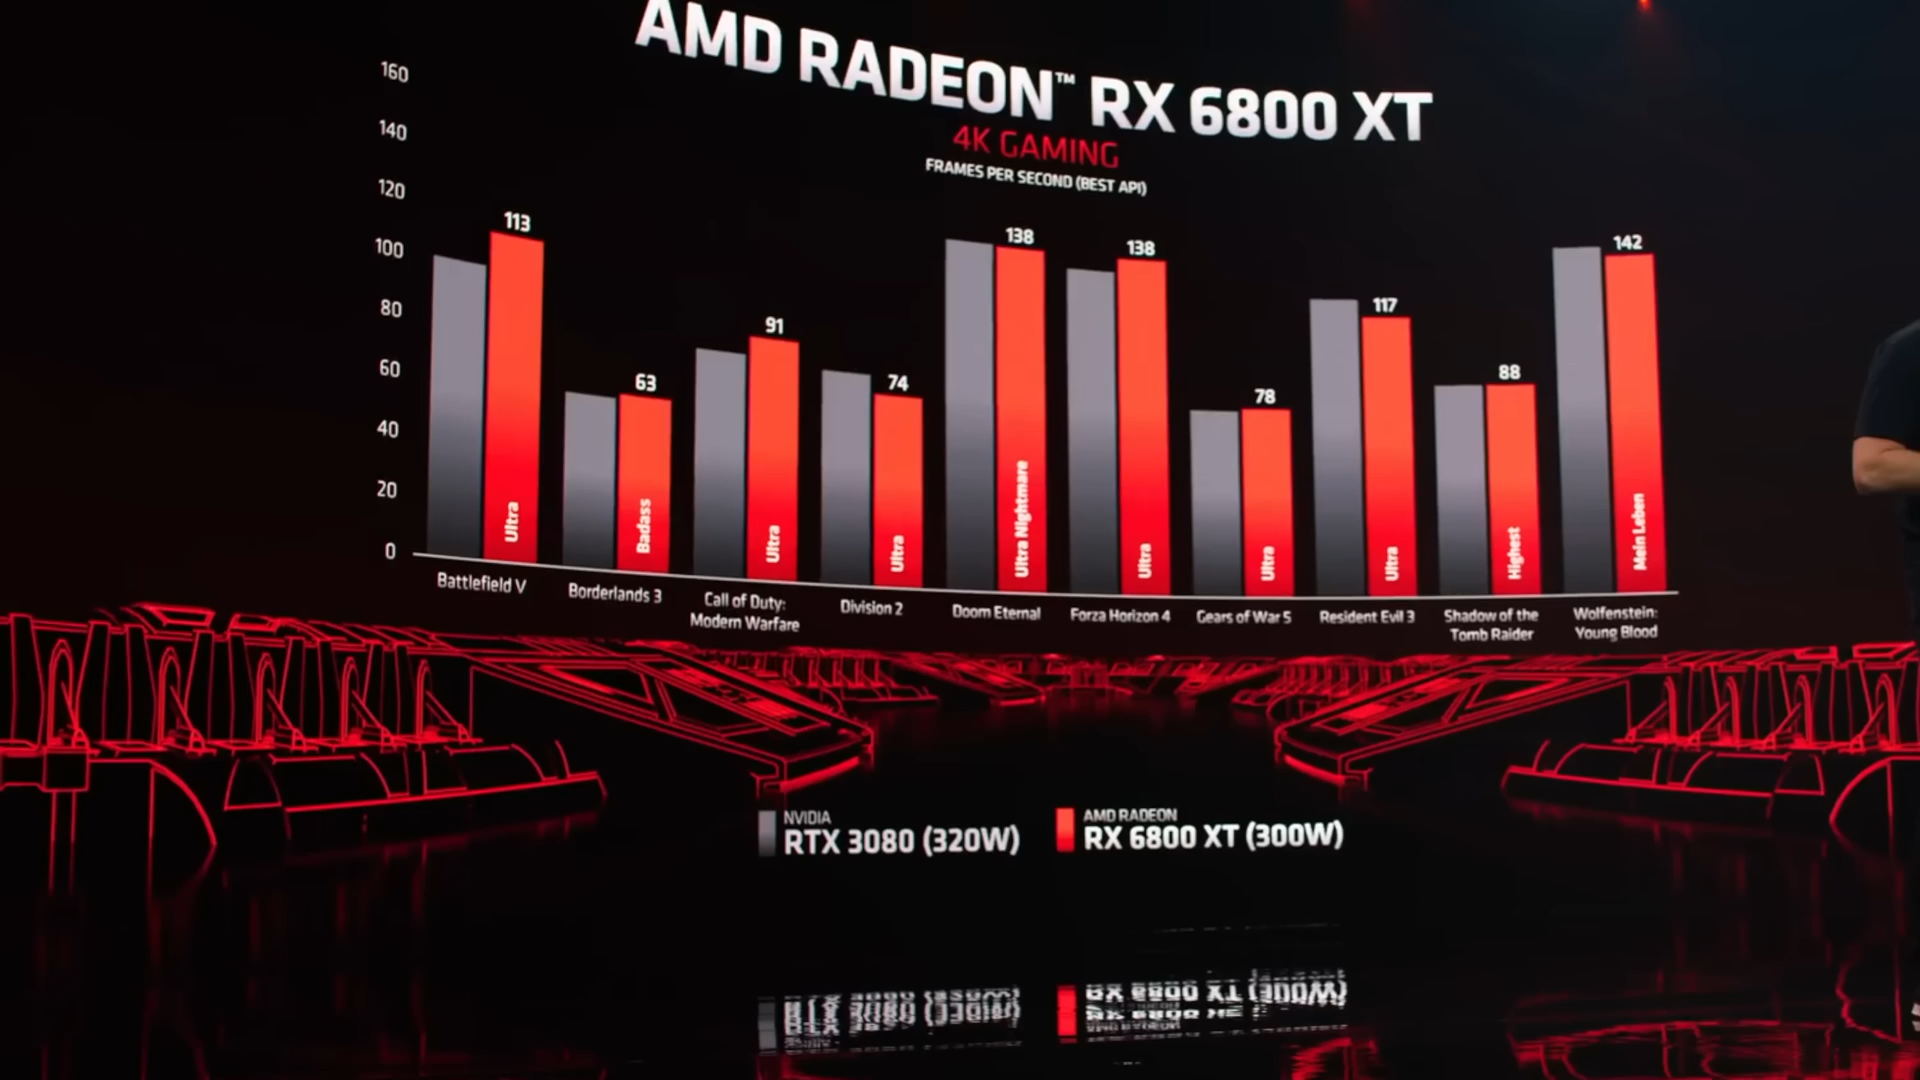 AMD RADEON™ RX 6800 XT
4K GAMING
FRAMES PER SECOND (BEST API)
160
140
120
100
80
60
40
20
0
113
63
91
74
138
138
78
117
88
142
Ultra
Badass
Ultra
Ultra
Ultra Nightmare
Ultra
Ultra
Ultra
Highest
Mein Leben
Battlefield V
Borderlands 3
Call of Duty:
Modern Warfare
Division 2
Doom Eternal
Forza Horizon 4
Gears of War 5
Resident Evil 3
Shadow of the
Tomb Raider
Wolfenstein:
Young Blood
NVIDIA
RTX 3080 (320W)
AMD RADEON
RX 6800 XT (300W)